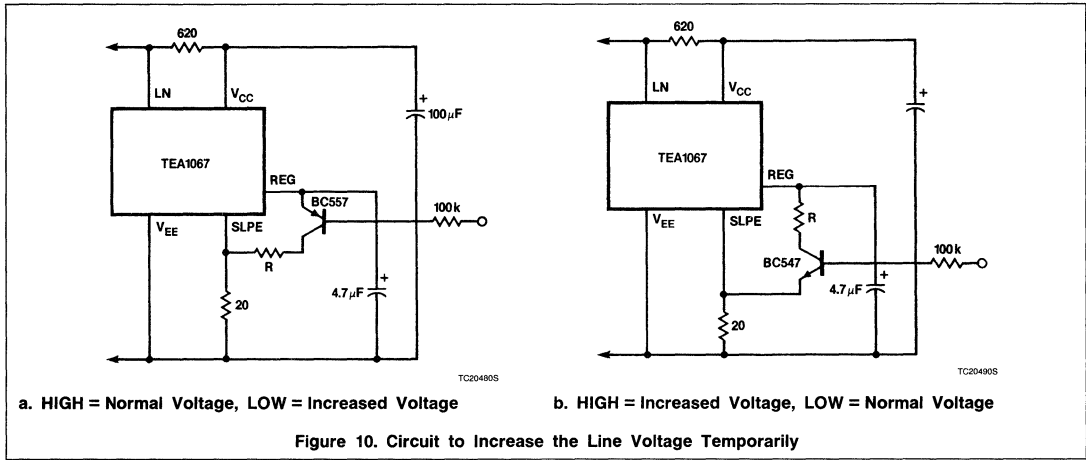 620
LN
VCC
+
100μF
TEA1067
REG
BC557
100k
VEE
SLPE
R
+
4.7μF
20
TC20480S
a. HIGH = Normal Voltage, LOW = Increased Voltage
620
LN
VCC
+
TEA1067
REG
R
VEE
SLPE
100k
BC547
+
4.7μF
20
TC20490S
b. HIGH = Increased Voltage, LOW = Normal Voltage
Figure 10. Circuit to Increase the Line Voltage Temporarily